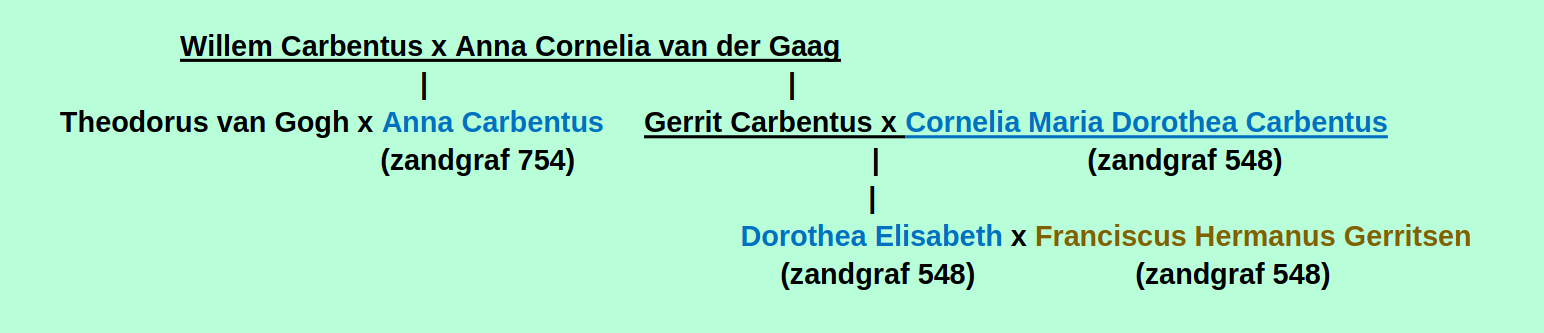 Willem Carbentus x Anna Cornelia van der Gaag
| |
Theodorus van Gogh x Anna Carbentus Gerrit Carbentus x Cornelia Maria Dorothea Carbentus
(zandgraf 754) | (zandgraf 548)
|
Dorothea Elisabeth x Franciscus Hermanus Gerritsen
(zandgraf 548) (zandgraf 548)